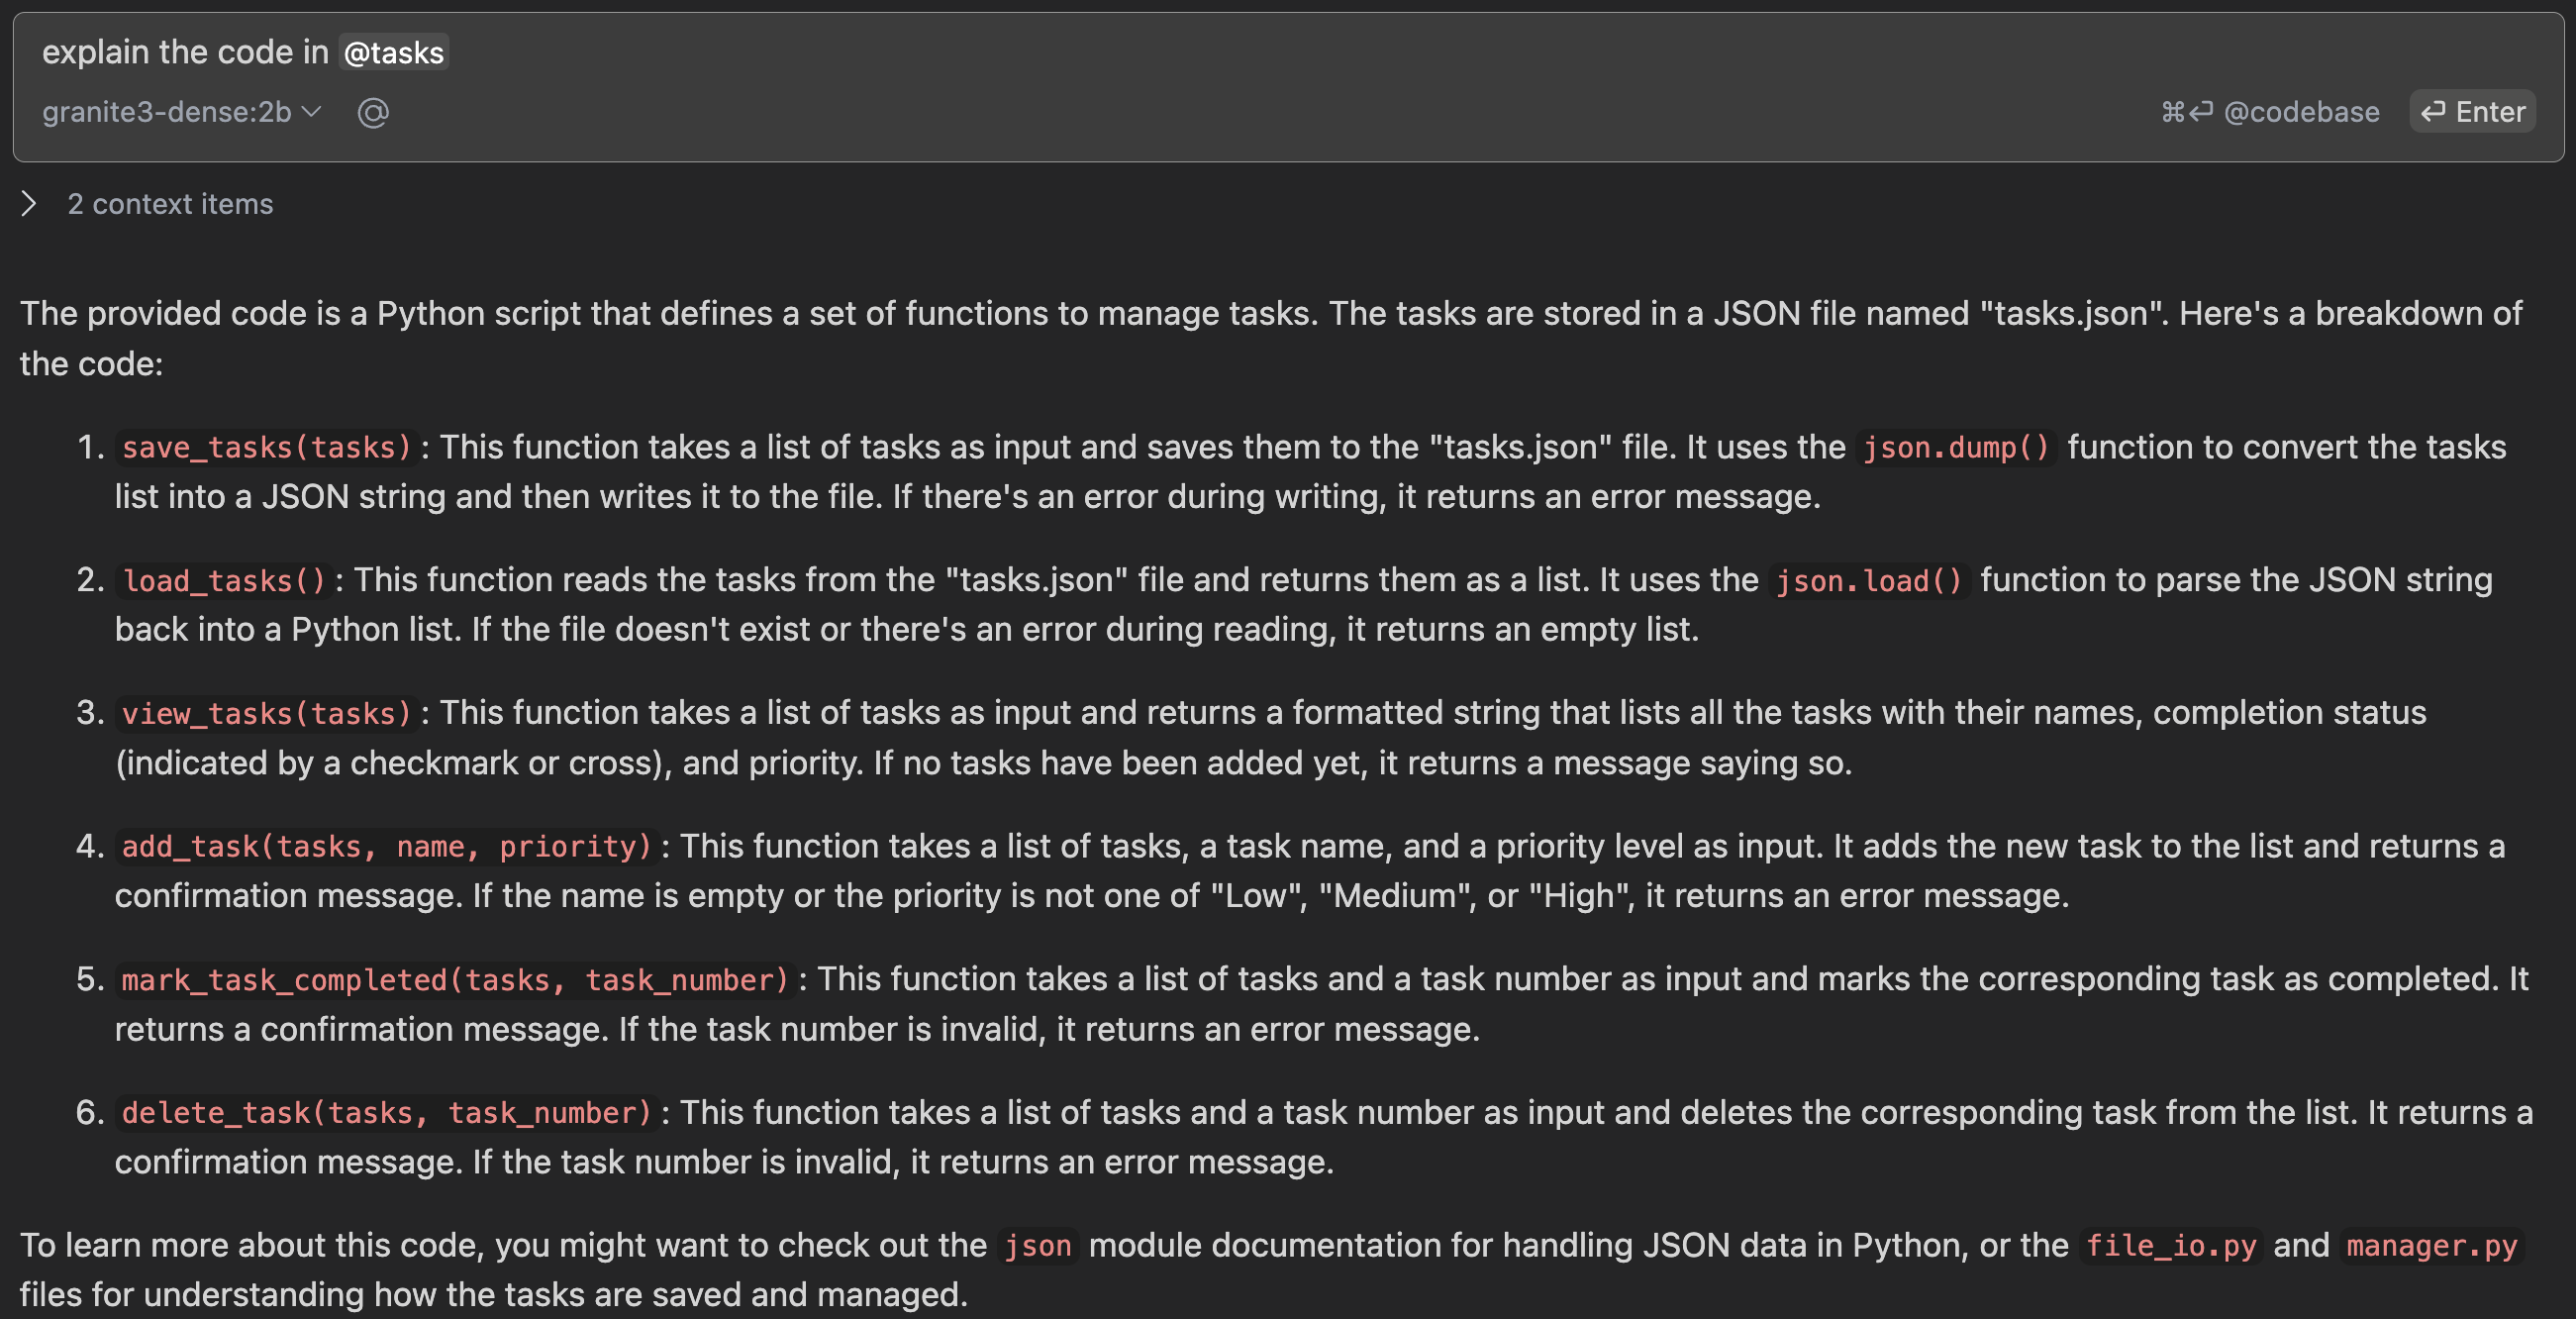 explain the code in @tasks
granite3-dense:2b @ ⌘⏎ @codebase ⏎ Enter
2 context items
The provided code is a Python script that defines a set of functions to manage tasks. The tasks are stored in a JSON file named "tasks.json". Here's a breakdown of
the code:
1. save_tasks(tasks): This function takes a list of tasks as input and saves them to the "tasks.json" file. It uses the json.dump() function to convert the tasks
list into a JSON string and then writes it to the file. If there's an error during writing, it returns an error message.
2. load_tasks(): This function reads the tasks from the "tasks.json" file and returns them as a list. It uses the json.load() function to parse the JSON string
back into a Python list. If the file doesn't exist or there's an error during reading, it returns an empty list.
3. view_tasks(tasks): This function takes a list of tasks as input and returns a formatted string that lists all the tasks with their names, completion status
(indicated by a checkmark or cross), and priority. If no tasks have been added yet, it returns a message saying so.
4. add_task(tasks, name, priority): This function takes a list of tasks, a task name, and a priority level as input. It adds the new task to the list and returns a
confirmation message. If the name is empty or the priority is not one of "Low", "Medium", or "High", it returns an error message.
5. mark_task_completed(tasks, task_number): This function takes a list of tasks and a task number as input and marks the corresponding task as completed. It
returns a confirmation message. If the task number is invalid, it returns an error message.
6. delete_task(tasks, task_number): This function takes a list of tasks and a task number as input and deletes the corresponding task from the list. It returns a
confirmation message. If the task number is invalid, it returns an error message.
To learn more about this code, you might want to check out the json module documentation for handling JSON data in Python, or the file_io.py and manager.py
files for understanding how the tasks are saved and managed.